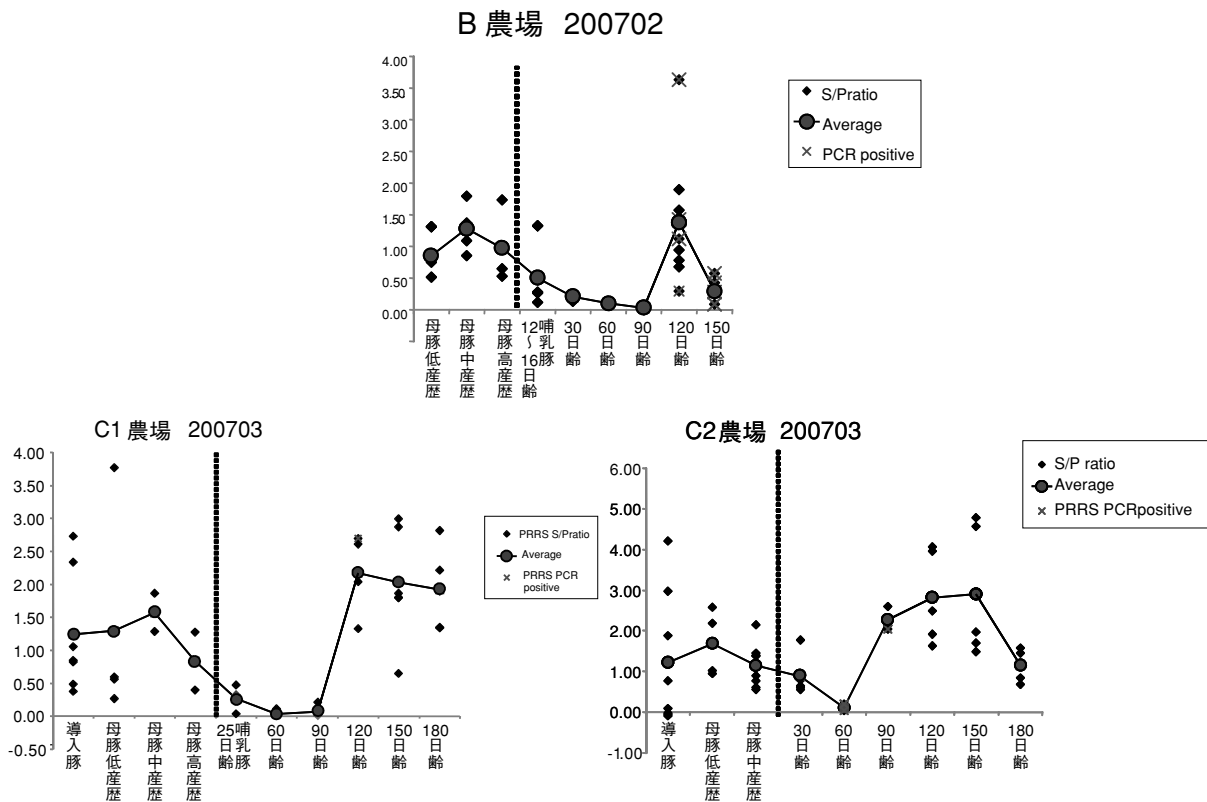 B 農場 200702
4.00
3.50
3.00
2.50
2.00
1.50
1.00
0.50
0.00
S/Pratio
Average
PCR positive
母豚低産歴
母豚中産歴
母豚高産歴
哺乳豚
12～16日齢
30日齢
60日齢
90日齢
120日齢
150日齢
C1 農場 200703
4.00
3.50
3.00
2.50
2.00
1.50
1.00
0.50
0.00
-0.50
PRRS S/Pratio
Average
PRRS PCR
positive
導入豚
母豚低産歴
母豚中産歴
母豚高産歴
哺乳豚
25日齢
60日齢
90日齢
120日齢
150日齢
180日齢
C2農場 200703
6.00
5.00
4.00
3.00
2.00
1.00
0.00
-1.00
S/P ratio
Average
PRRS PCRpositive
導入豚
母豚低産歴
母豚中産歴
30日齢
60日齢
90日齢
120日齢
150日齢
180日齢